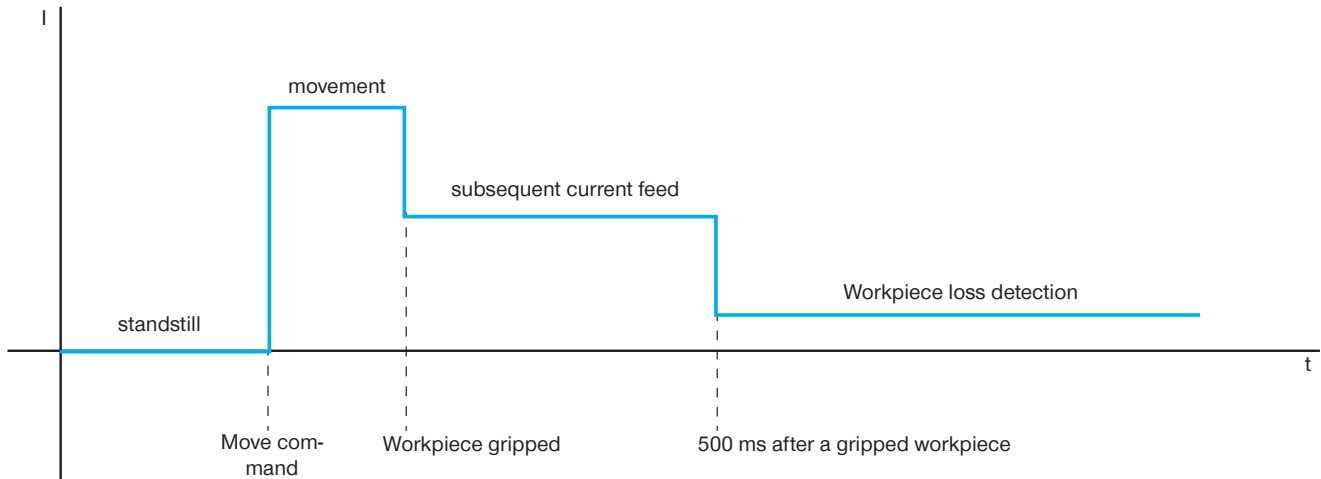 I
movement
subsequent current feed
Workpiece loss detection
standstill
t
Move com-
mand
Workpiece gripped
500 ms after a gripped workpiece